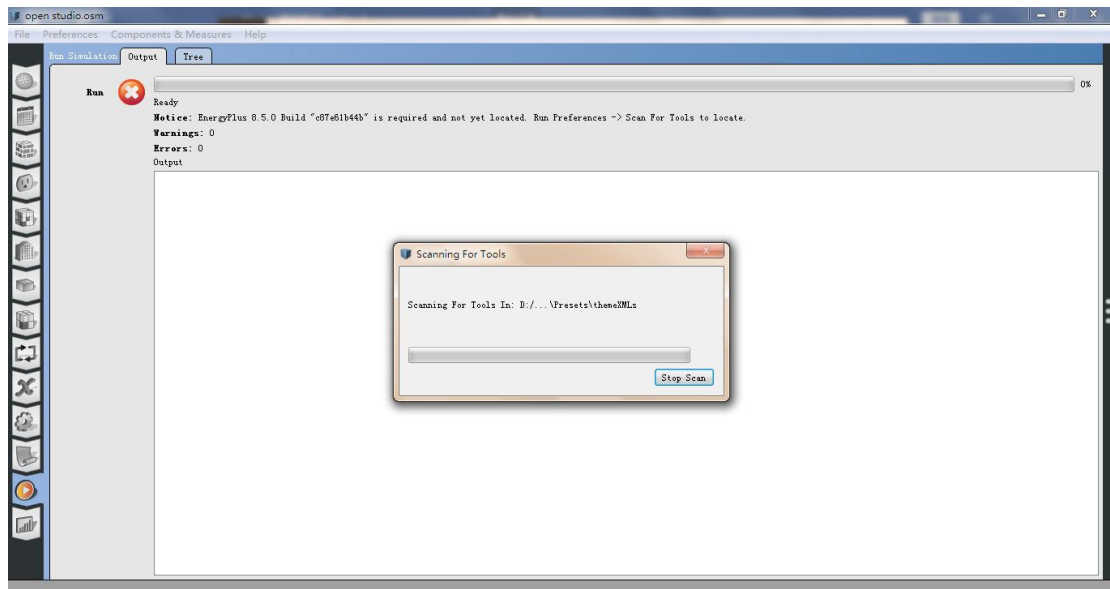 open studio.osm
File Preferences Components & Measures Help
Run Simulation Output Tree
Run 0%
Ready
Notice: EnergyPlus 8.5.0 Build "c87e61b44b" is required and not yet located. Run Preferences -> Scan For Tools to locate.
Warnings: 0
Errors: 0
Output
Scanning For Tools
Scanning For Tools In: D:/...\Presets\themeXMLs
Stop Scan